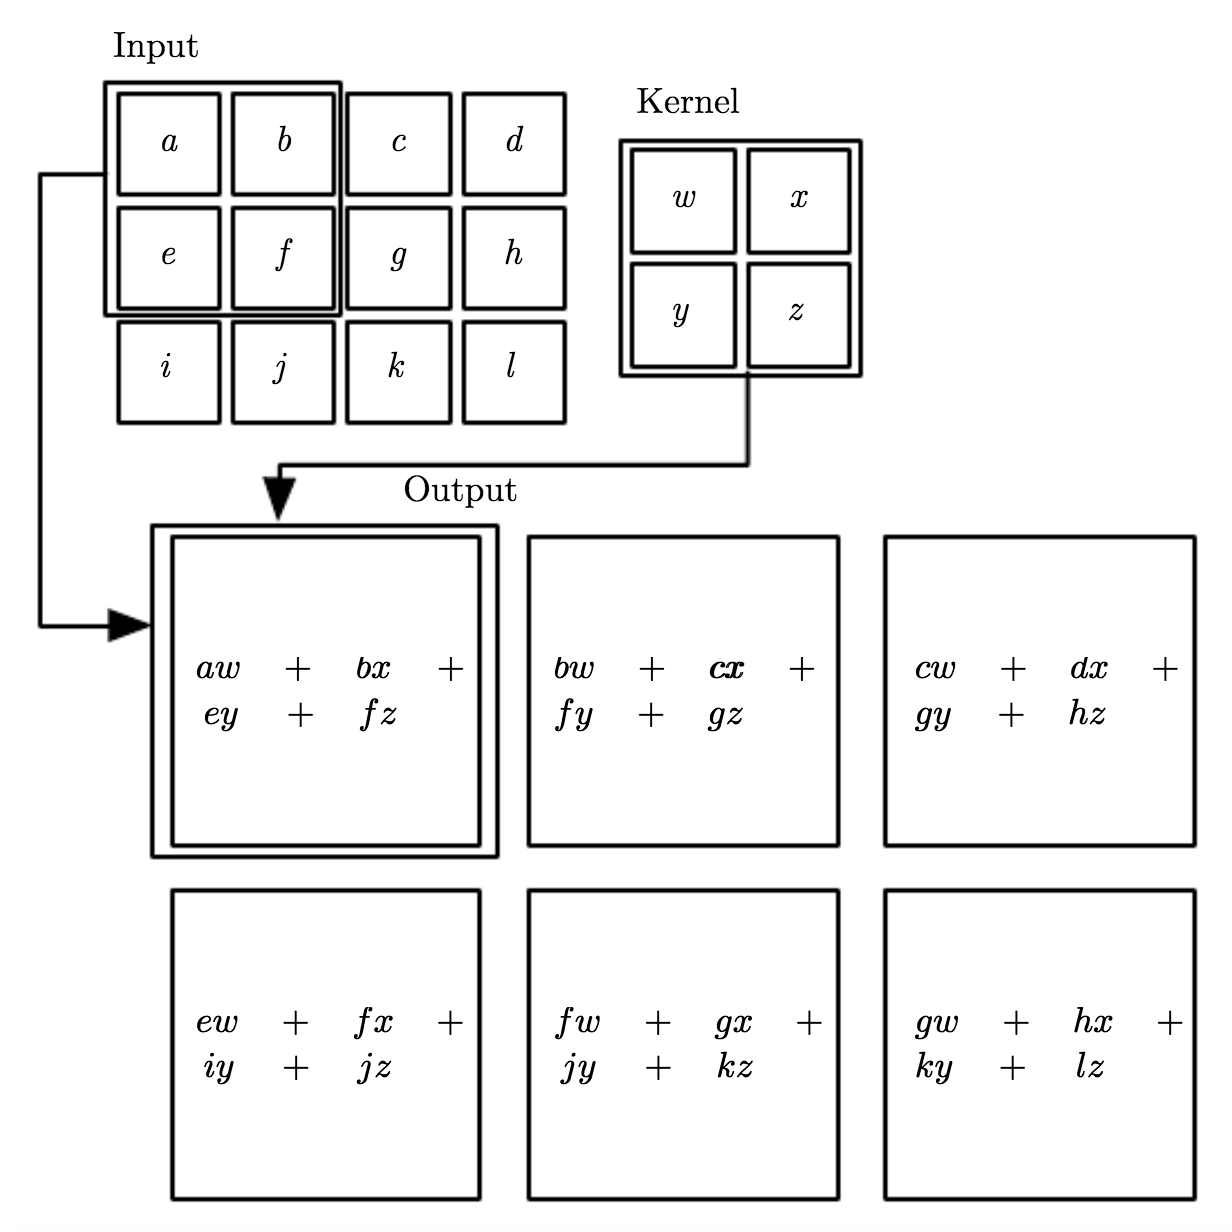 Input
a b c d
e f g h
i j k l
Kernel
w x
y z
Output
aw + bx +
ey + fz
bw + cx +
fy + gz
cw + dx +
gy + hz
ew + fx +
iy + jz
fw + gx +
jy + kz
gw + hx +
ky + lz